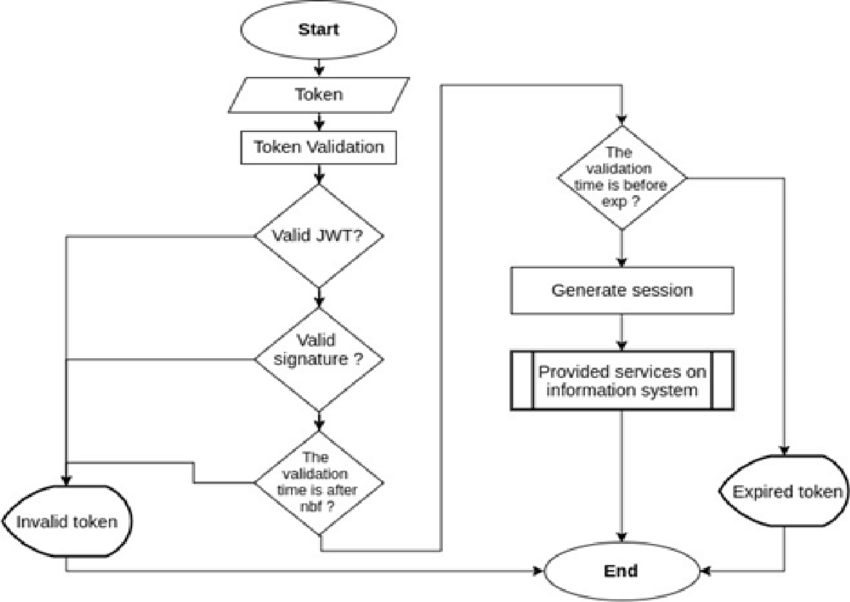 Start
Token
Token Validation
Valid JWT?
Valid
signature ?
The
validation
time is after
nbf ?
Invalid token
The
validation
time is before
exp ?
Generate session
Provided services on
information system
Expired token
End